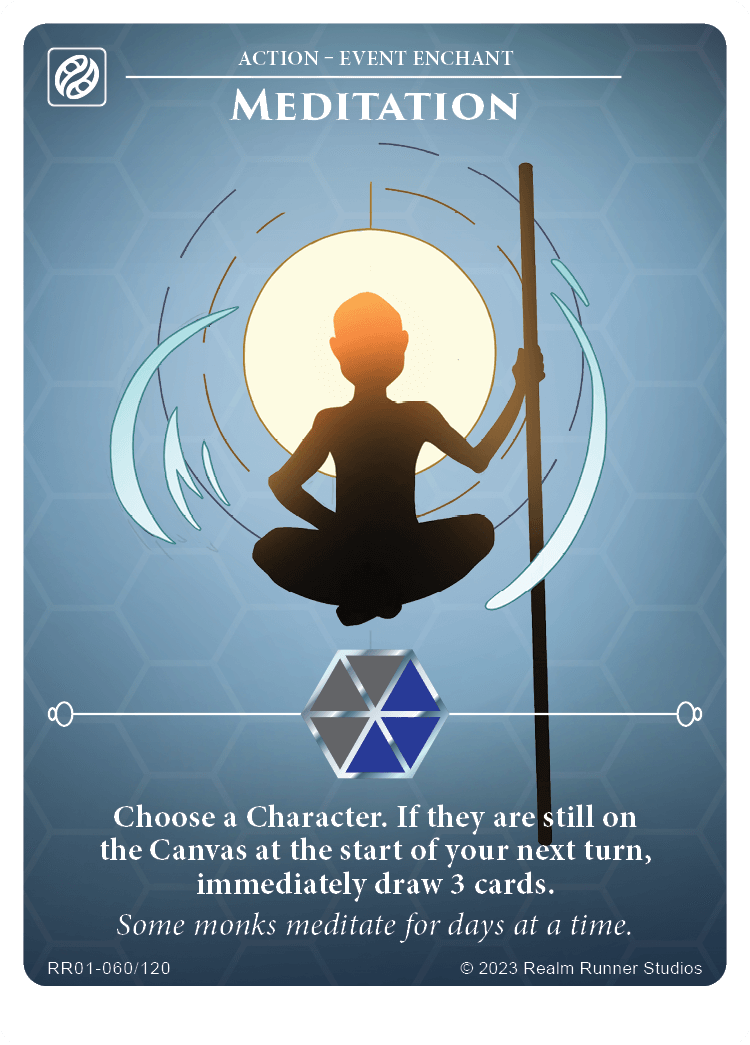 ACTION – EVENT ENCHANT
MEDITATION
Choose a Character. If they are still on
the Canvas at the start of your next turn,
immediately draw 3 cards.
Some monks meditate for days at a time.
RR01-060/120
© 2023 Realm Runner Studios